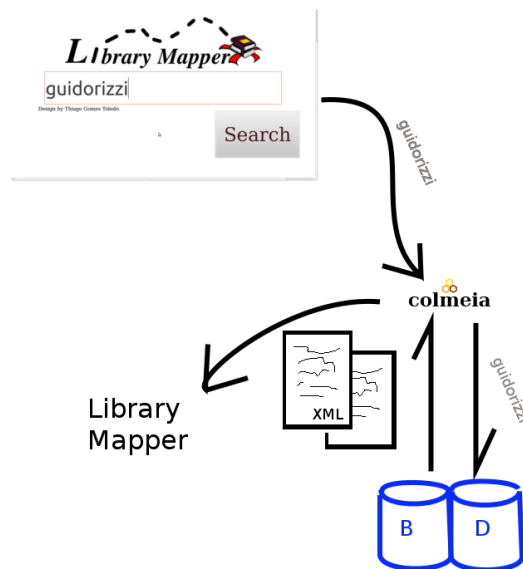 Library Mapper
guidorizzi
Design by Thiago Gomes Toledo.
Search
guidorizzi
colmeia
XML
guidorizzi
Library
Mapper
B
D